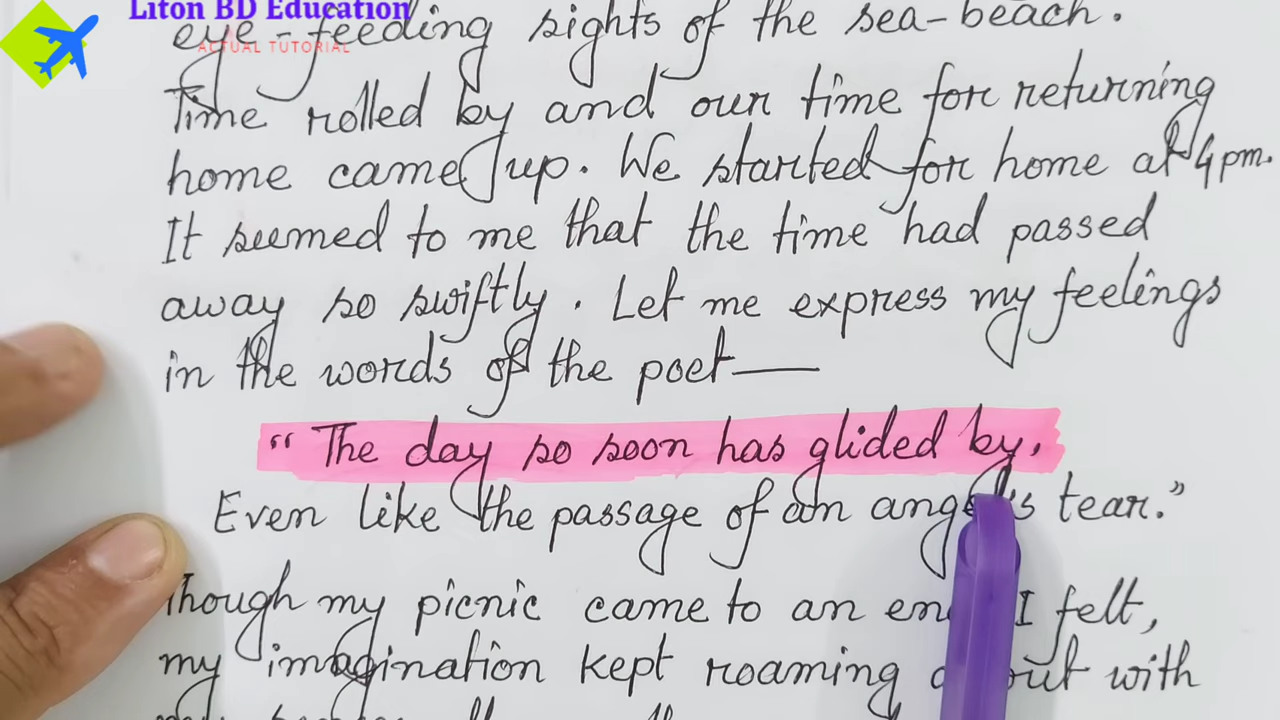 Liton BD Education
ACTUAL TUTORIAL
eye-feeding sights of the sea-beach.
Time rolled by and our time for returning
home came up. We started for home at 4 pm.
It seemed to me that the time had passed
away so swiftly. Let me express my feelings
in the words of the poet—
“The day so soon has glided by.
Even like the passage of an angel's tear.”
Though my picnic came to an end I felt,
my imagination kept roaming about with